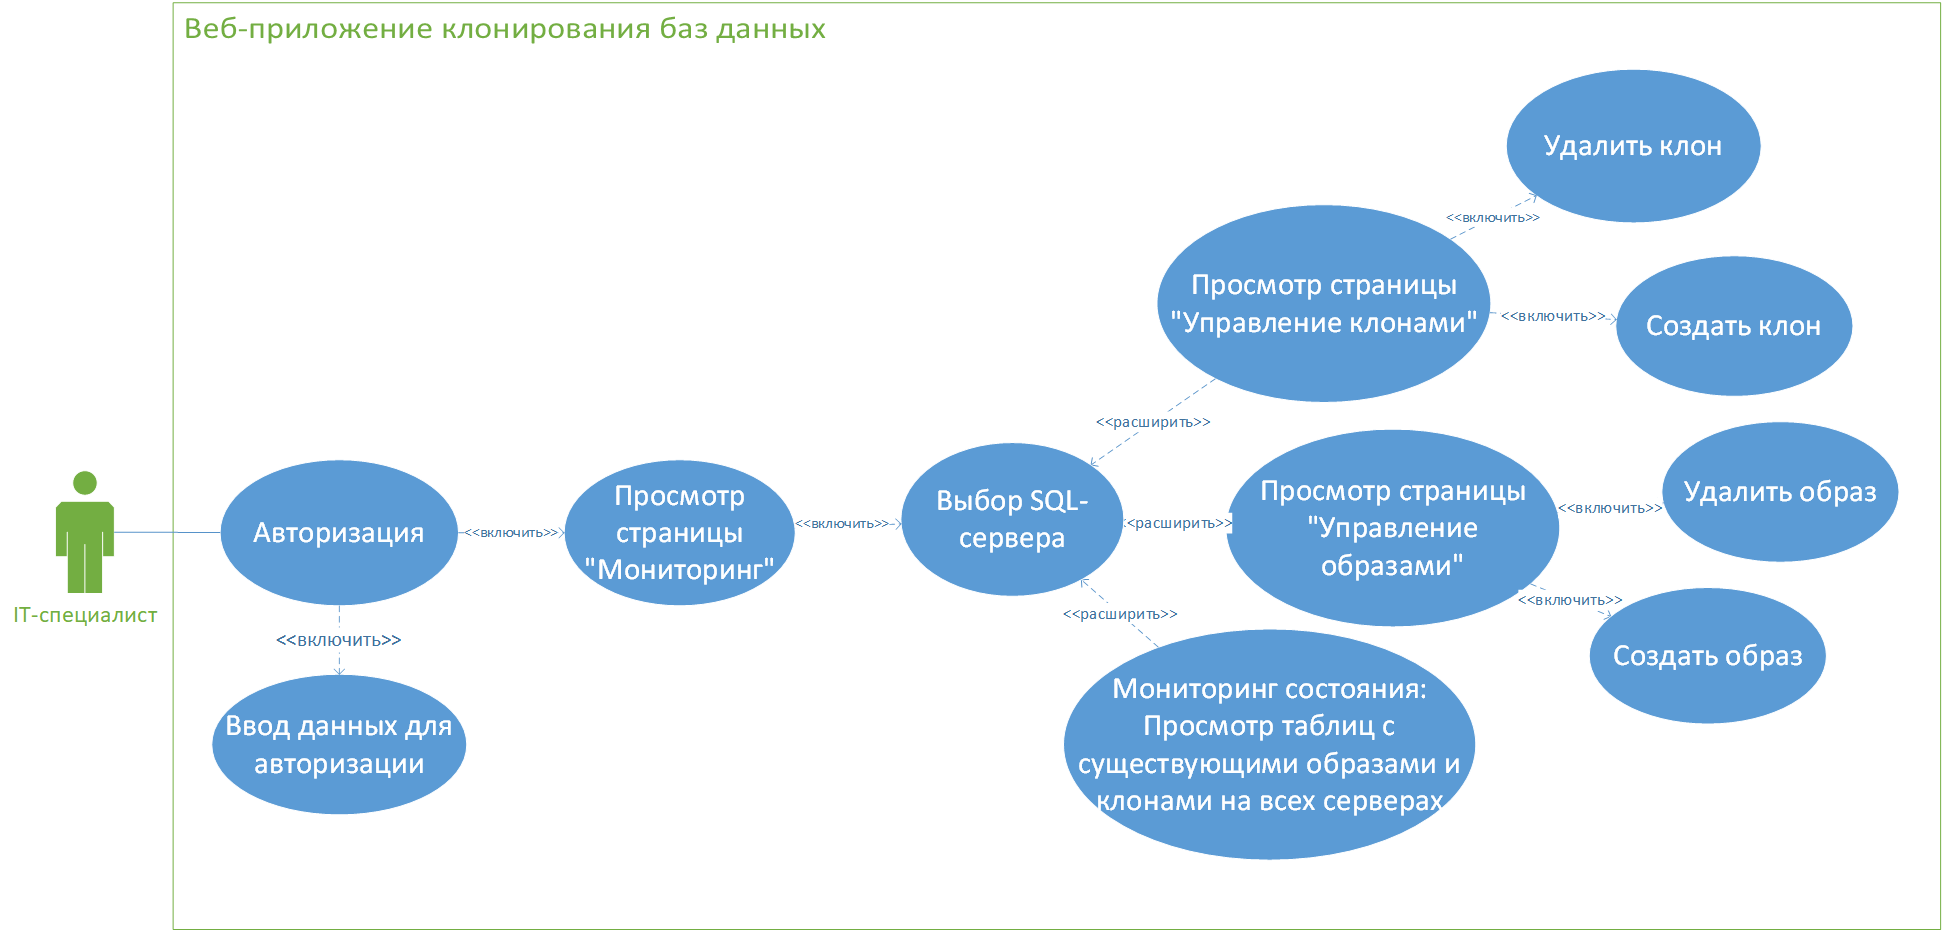 Веб-приложение клонирования баз данных
IT-специалист
Авторизация
<<включить>>
Ввод данных для
авторизации
<<включить>>
Просмотр
страницы
"Мониторинг"
<<включить>>
Выбор SQL-
сервера
<<расширить>>
Просмотр страницы
"Управление клонами"
<<включить>>
Удалить клон
<<включить>>
Создать клон
<<расширить>>
Просмотр страницы
"Управление
образами"
<<включить>>
Удалить образ
<<включить>>
Создать образ
<<расширить>>
Мониторинг состояния:
Просмотр таблиц с
существующими образами и
клонами на всех серверах